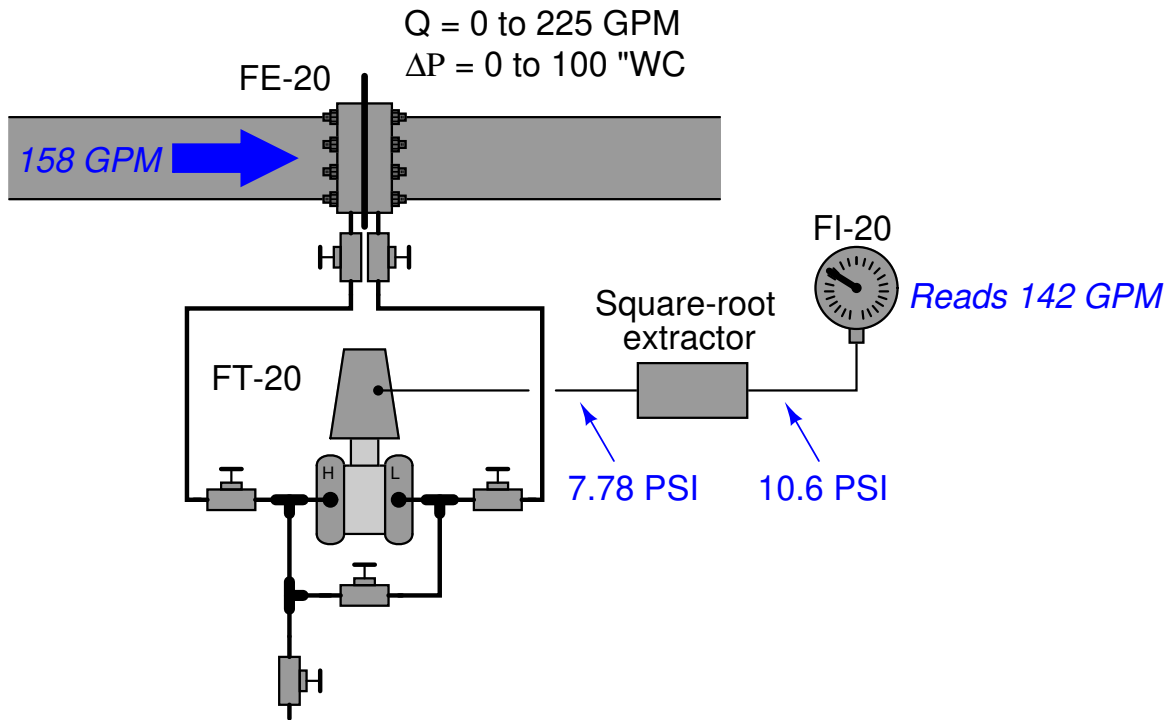 Q = 0 to 225 GPM
ΔP = 0 to 100 "WC
FE-20
158 GPM
FI-20
Reads 142 GPM
Square-root
extractor
FT-20
H
L
7.78 PSI
10.6 PSI